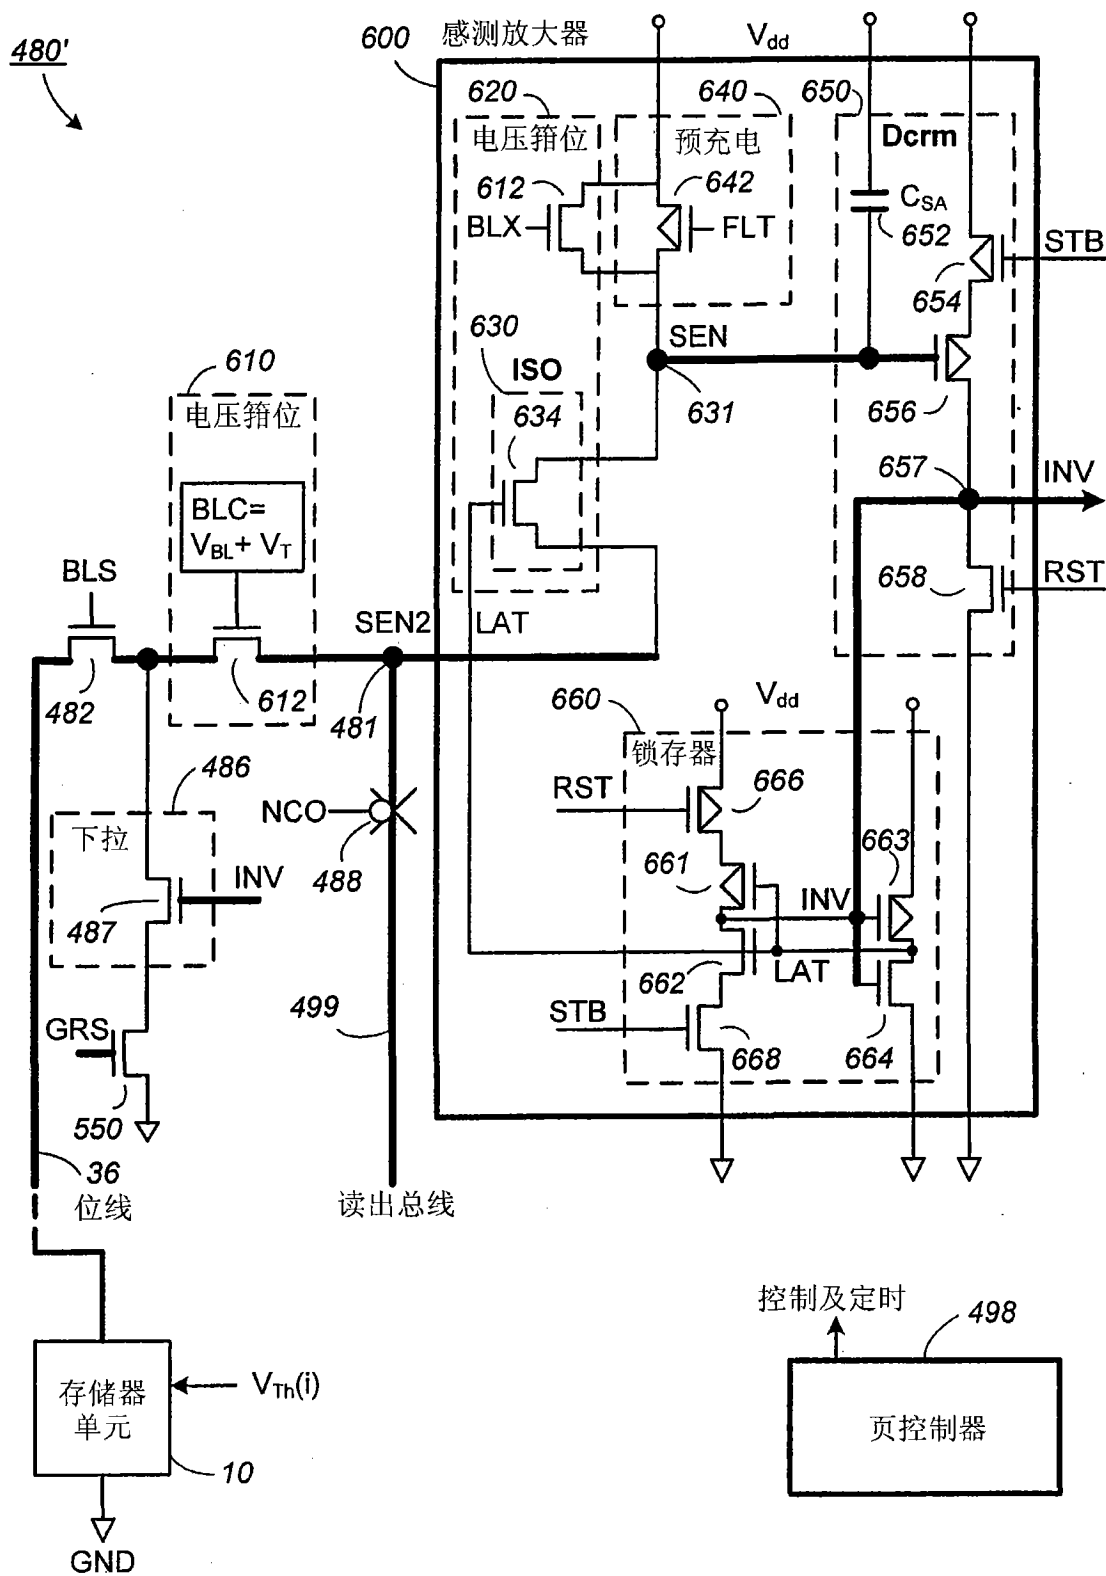 480'
感测放大器
600
Vdd
620
640
650
电压箝位
预充电
Dcrm
612
642
CSA
652
BLX
FLT
STB
654
630
SEN
ISO
631
656
634
610
电压箝位
657
INV
BLC=
VBL+ VT
658
RST
BLS
SEN2
LAT
482
612
481
660
Vdd
锁存器
486
RST
666
NCO
下拉
488
661
663
INV
INV
487
LAT
662
499
STB
GRS
668
664
550
36
位线
读出总线
控制及定时
498
存储器
单元
VTh(i)
页控制器
10
GND